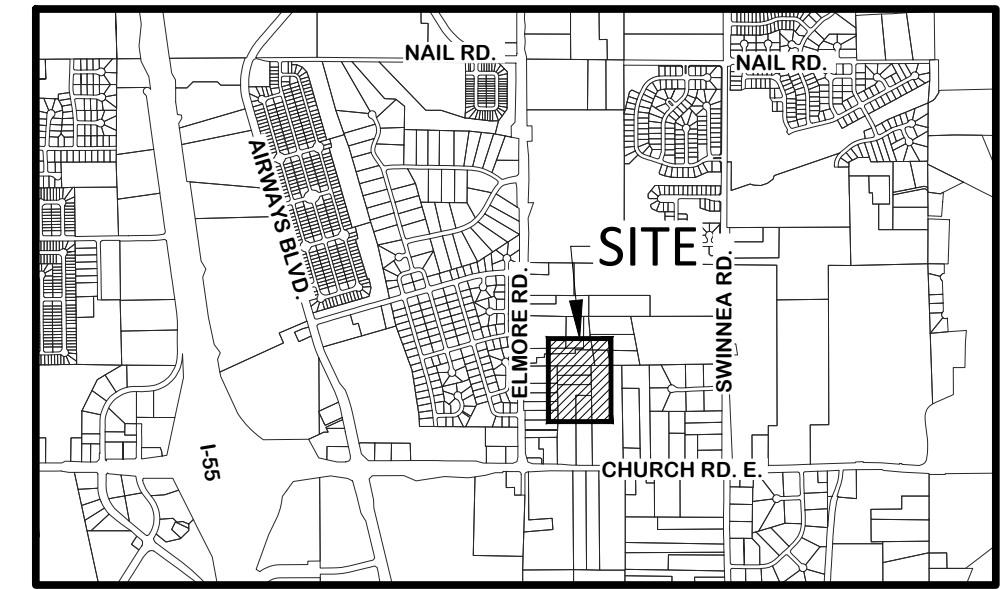 NAIL RD.
NAIL RD.
AIRWAYS BLVD.
SITE
ELMORE RD.
SWINNEA RD.
I-55
CHURCH RD. E.